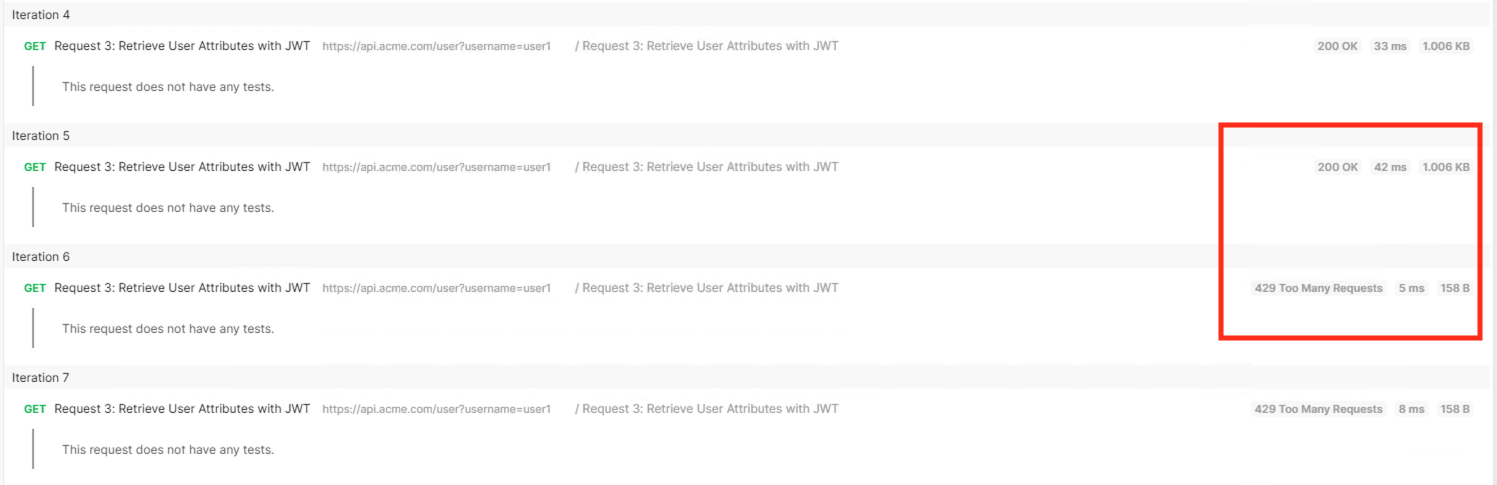 Iteration 4
GET Request 3: Retrieve User Attributes with JWT https://api.acme.com/user?username=user1 / Request 3: Retrieve User Attributes with JWT 200 OK 33 ms 1.006 KB
This request does not have any tests.
Iteration 5
GET Request 3: Retrieve User Attributes with JWT https://api.acme.com/user?username=user1 / Request 3: Retrieve User Attributes with JWT 200 OK 42 ms 1.006 KB
This request does not have any tests.
Iteration 6
GET Request 3: Retrieve User Attributes with JWT https://api.acme.com/user?username=user1 / Request 3: Retrieve User Attributes with JWT 429 Too Many Requests 5 ms 158 B
This request does not have any tests.
Iteration 7
GET Request 3: Retrieve User Attributes with JWT https://api.acme.com/user?username=user1 / Request 3: Retrieve User Attributes with JWT 429 Too Many Requests 8 ms 158 B
This request does not have any tests.